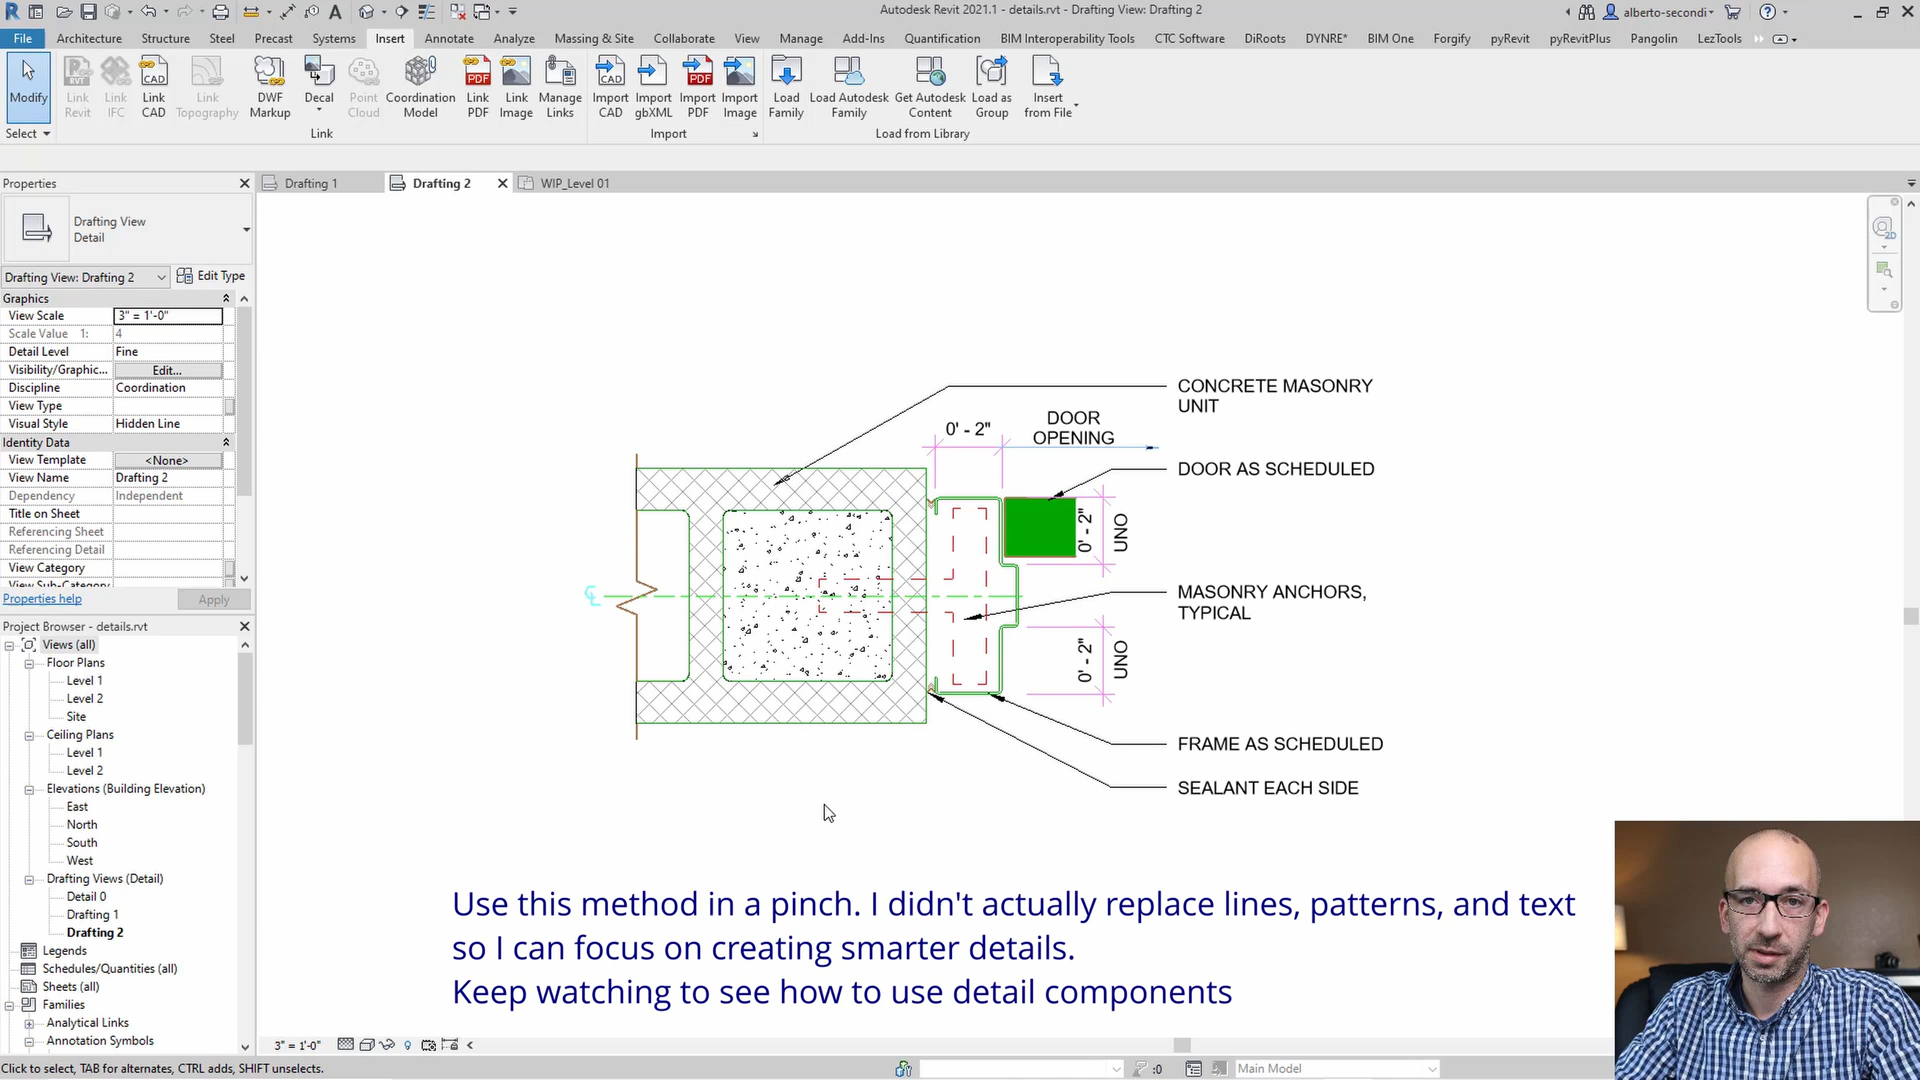 Autodesk Revit 2021.1 - details.rvt - Drafting View: Drafting 2
alberto-secondi
File Architecture Structure Steel Precast Systems Insert Annotate Analyze Massing & Site Collaborate View Manage Add-Ins Quantification BIM Interoperability Tools CTC Software DiRoots DYNRE* BIM One Forgify pyRevit pyRevitPlus Pangolin LezTools
Modify
Link Revit
Link IFC
Link CAD
Link Topography
DWF Markup
Decal
Point Cloud
Coordination Model
Link PDF
Link Image
Manage Links
Import CAD
Import gbXML
Import PDF
Import Image
Load Family
Load Autodesk Family
Get Autodesk Content
Load as Group
Insert from File
Select
Link
Import
Load from Library
Properties
Drafting 1
Drafting 2
WIP_Level 01
Drafting View
Detail
Drafting View: Drafting 2
Edit Type
Graphics
View Scale 3" = 1'-0"
Scale Value 1: 4
Detail Level Fine
Visibility/Graphic... Edit...
Discipline Coordination
View Type
Visual Style Hidden Line
Identity Data
View Template <None>
View Name Drafting 2
Dependency Independent
Title on Sheet
Referencing Sheet
Referencing Detail
View Category
View Sub-Category
Properties help
Apply
Project Browser - details.rvt
Views (all)
Floor Plans
Level 1
Level 2
Site
Ceiling Plans
Level 1
Level 2
Elevations (Building Elevation)
East
North
South
West
Drafting Views (Detail)
Detail 0
Drafting 1
Drafting 2
Legends
Schedules/Quantities (all)
Sheets (all)
Families
Analytical Links
Annotation Symbols
CONCRETE MASONRY
UNIT
0' - 2"
DOOR
OPENING
DOOR AS SCHEDULED
0' - 2"
UNO
MASONRY ANCHORS,
TYPICAL
0' - 2"
UNO
FRAME AS SCHEDULED
SEALANT EACH SIDE
Use this method in a pinch. I didn't actually replace lines, patterns, and text
so I can focus on creating smarter details.
Keep watching to see how to use detail components
3" = 1'-0"
Click to select, TAB for alternates, CTRL adds, SHIFT unselects.
:0
Main Model
2D